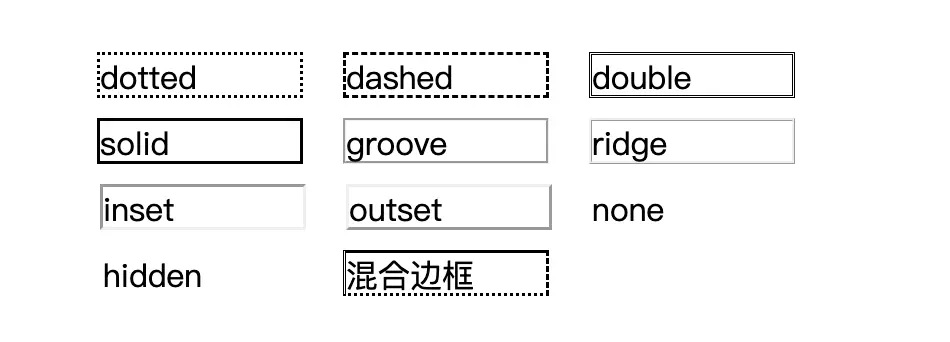 dotted dashed double
solid groove ridge
inset outset none
hidden 混合边框